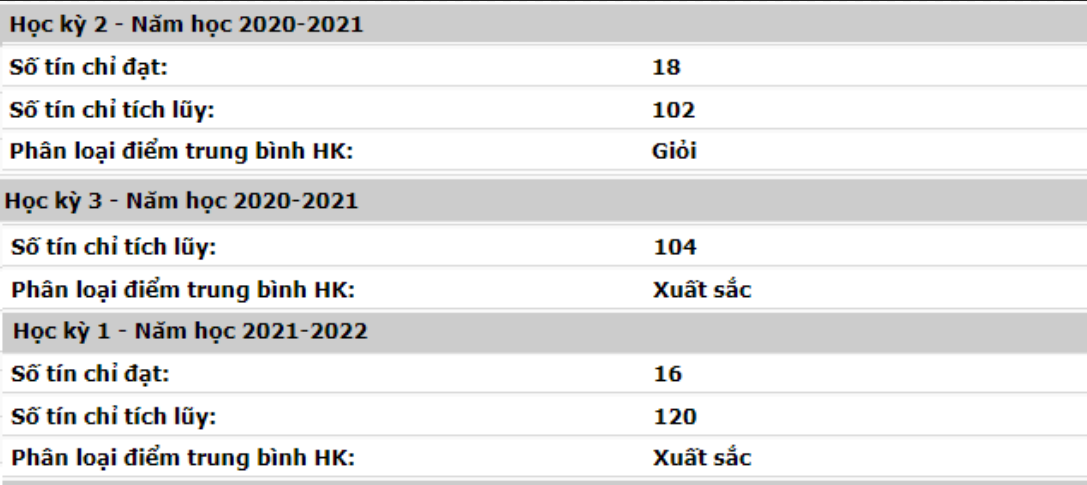 Học kỳ 2 - Năm học 2020-2021
Số tín chỉ đạt: 18
Số tín chỉ tích lũy: 102
Phân loại điểm trung bình HK: Giỏi
Học kỳ 3 - Năm học 2020-2021
Số tín chỉ tích lũy: 104
Phân loại điểm trung bình HK: Xuất sắc
Học kỳ 1 - Năm học 2021-2022
Số tín chỉ đạt: 16
Số tín chỉ tích lũy: 120
Phân loại điểm trung bình HK: Xuất sắc